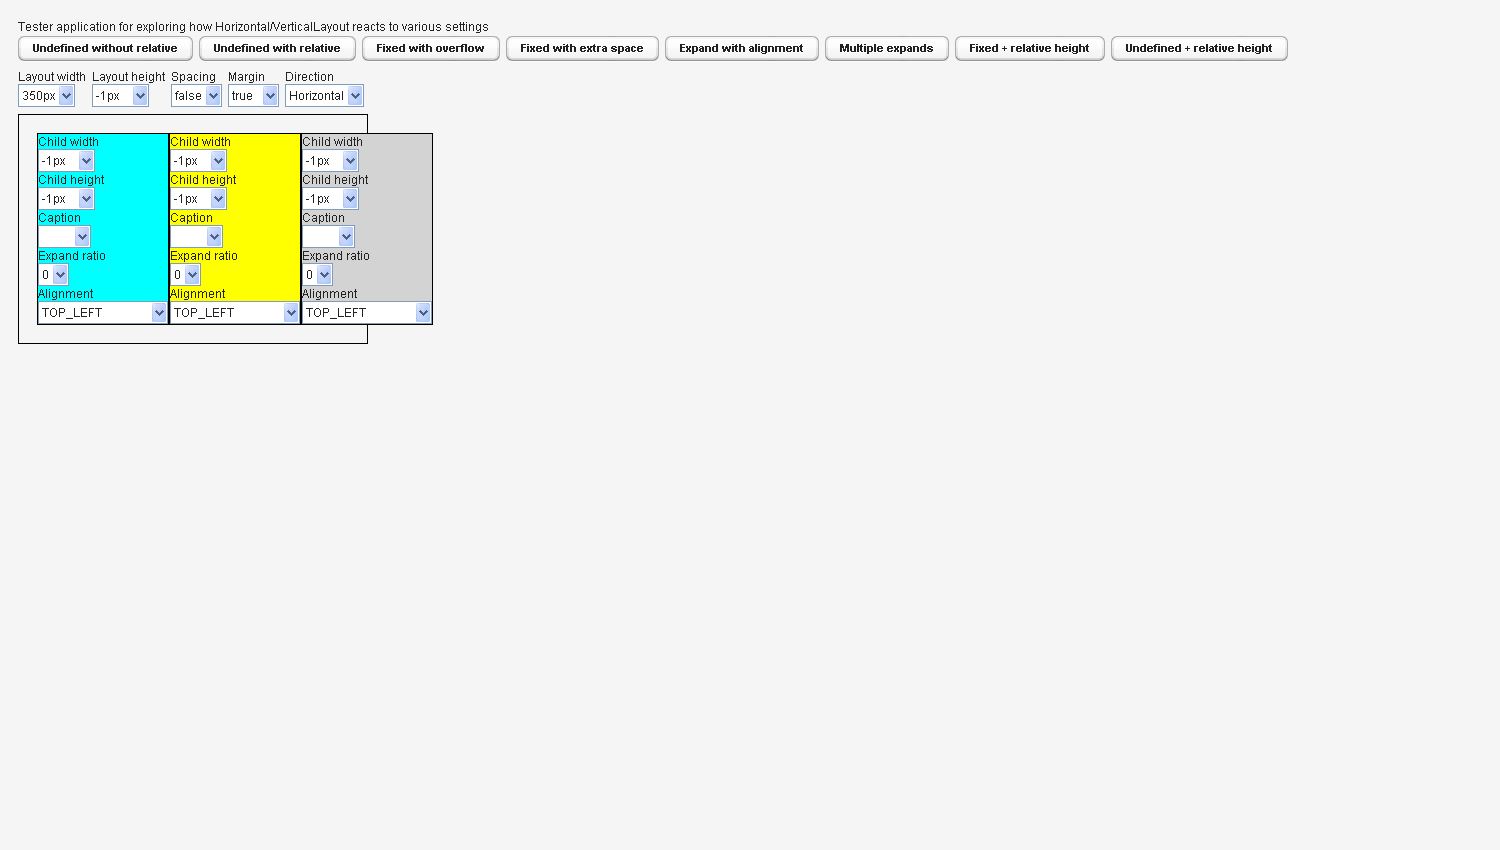 Tester application for exploring how Horizontal/VerticalLayout reacts to various settings
Undefined without relative Undefined with relative Fixed with overflow Fixed with extra space Expand with alignment Multiple expands Fixed + relative height Undefined + relative height
Layout width Layout height Spacing Margin Direction
350px -1px false true Horizontal
Child width Child width Child width
-1px -1px -1px
Child height Child height Child height
-1px -1px -1px
Caption Caption Caption
Expand ratio Expand ratio Expand ratio
0 0 0
Alignment Alignment Alignment
TOP_LEFT TOP_LEFT TOP_LEFT